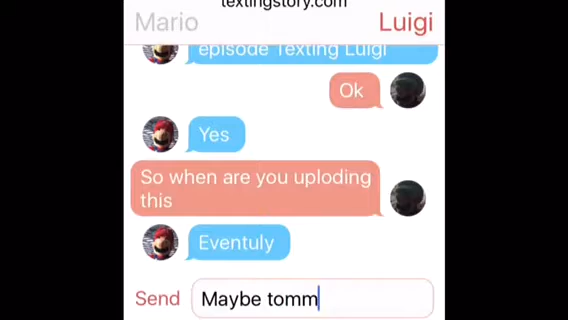 textingstory.com
Mario Luigi
episode Texting Luigi
Ok
Yes
So when are you uploding
this
Eventuly
Send Maybe tomm